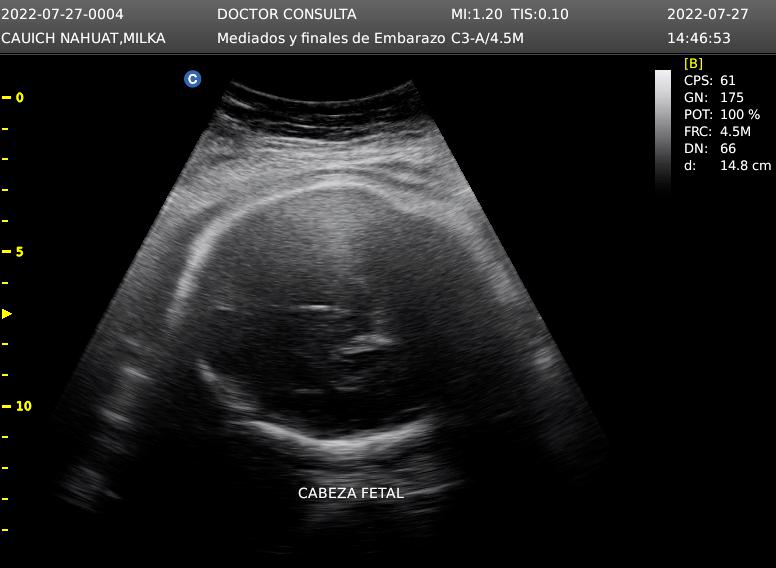 2022-07-27-0004 DOCTOR CONSULTA MI:1.20 TIS:0.10 2022-07-27
CAUICH NAHUAT,MILKA Mediados y finales de Embarazo C3-A/4.5M 14:46:53
C
[B]
CPS: 61
GN: 175
POT: 100 %
FRC: 4.5M
DN: 66
d: 14.8 cm
0
5
10
CABEZA FETAL